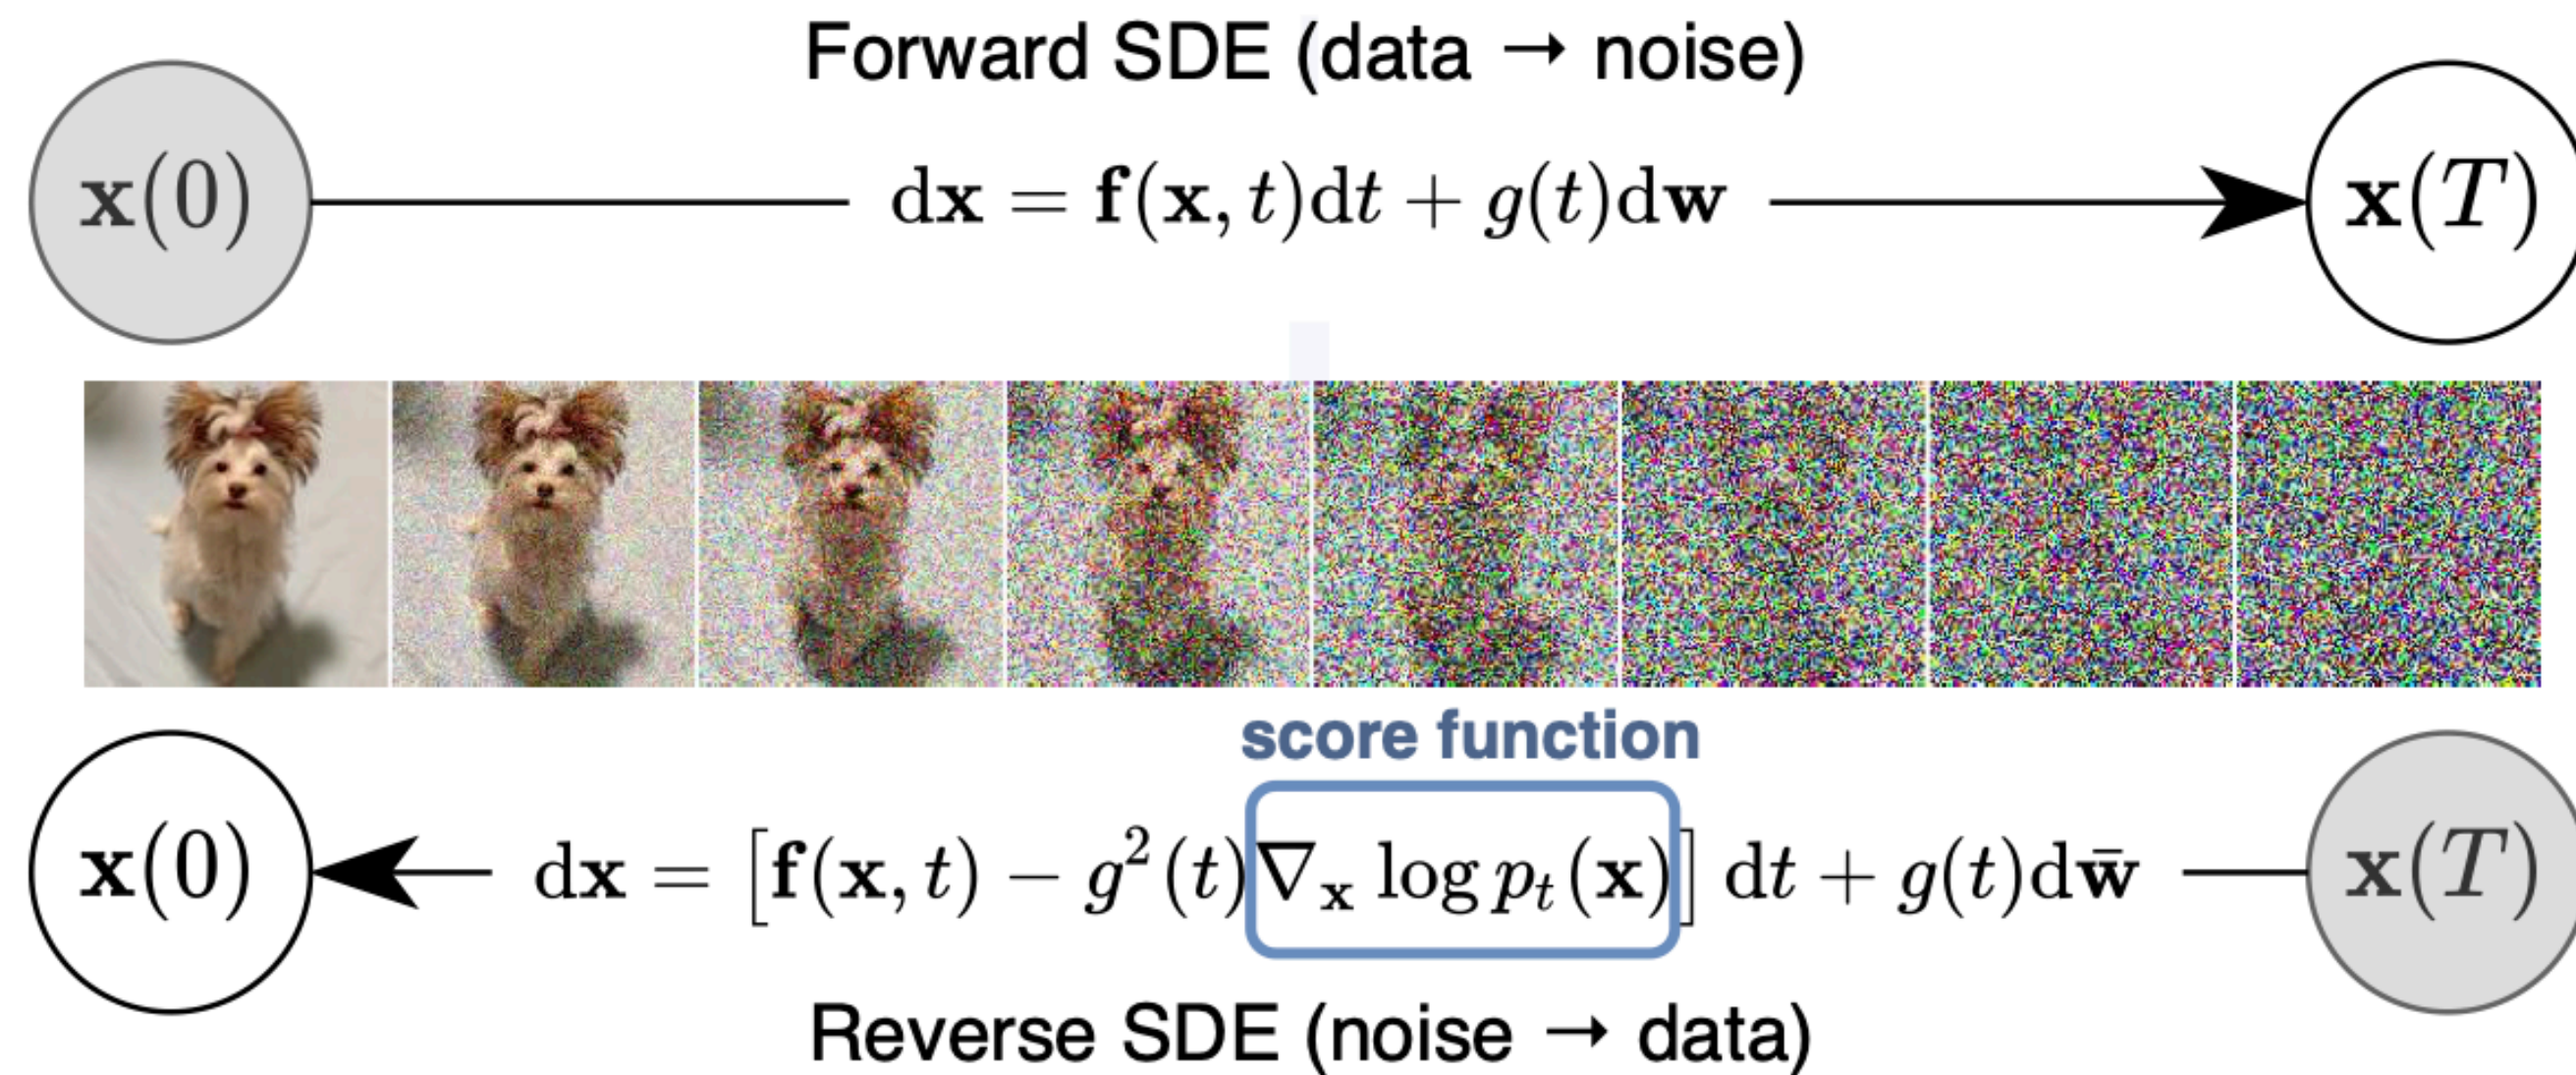 Forward SDE (data → noise)
x(0) dx = f(x, t)dt + g(t)dw x(T)
score function
x(0) dx = [f(x, t) − g²(t)∇ₓ log pₜ(x)] dt + g(t)dw̄ x(T)
Reverse SDE (noise → data)